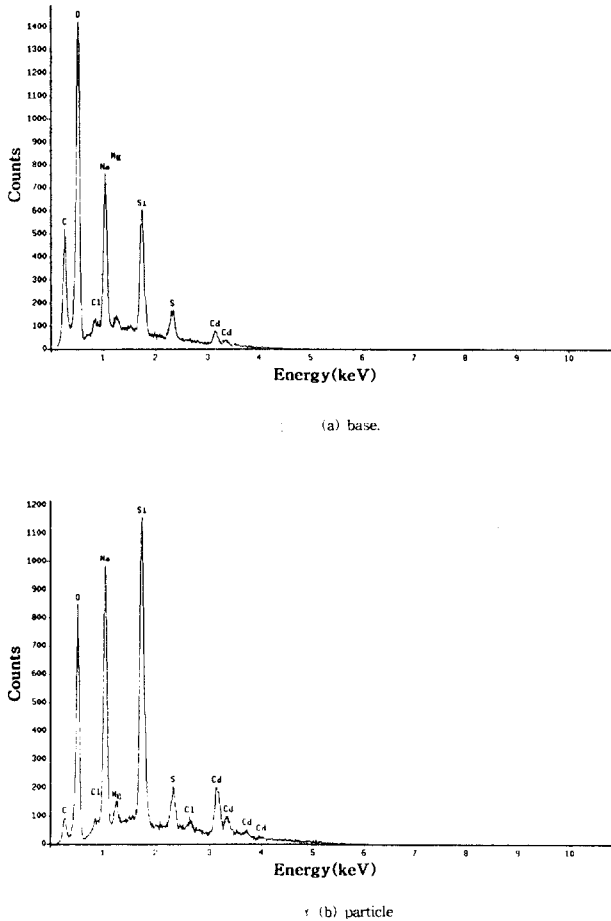 O
1400
1300
1200
1100
1000
900
800
700
600
500
400
300
200
100
0
Counts
C
Cl
Na
Mg
Si
S
Cd
Cd
1 2 3 4 5 6 7 8 9 10
Energy(keV)
(a) base.
1200
1100
1000
900
800
700
600
500
400
300
200
100
0
Counts
C
O
Cl
Na
Mg
Si
S
Cl
Cd
Cd
Cd
Cd
1 2 3 4 5 6 7 8 9 10
Energy(keV)
(b) particle